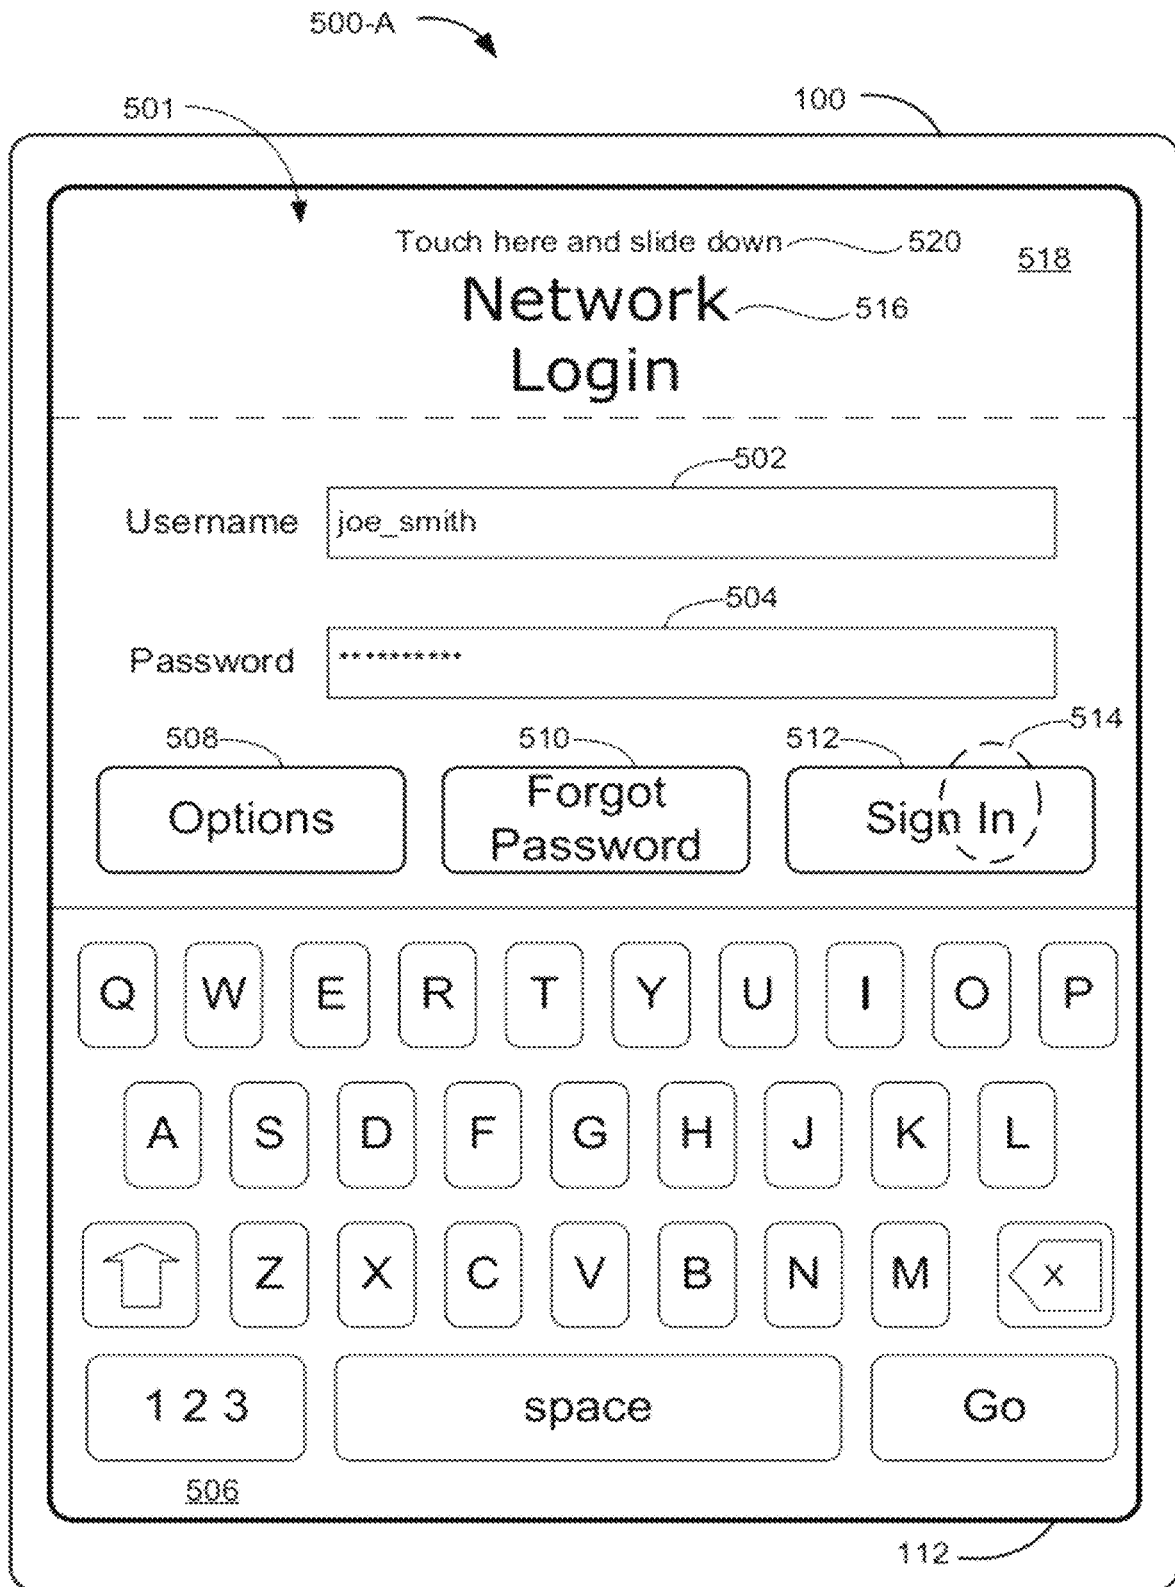 500-A
501
100
Touch here and slide down 520
518
Network 516
Login
502
Username joe_smith
504
Password **********
508 510 512 514
Options Forgot Password Sign In
Q W E R T Y U I O P
A S D F G H J K L
Z X C V B N M X
1 2 3 space Go
506
112